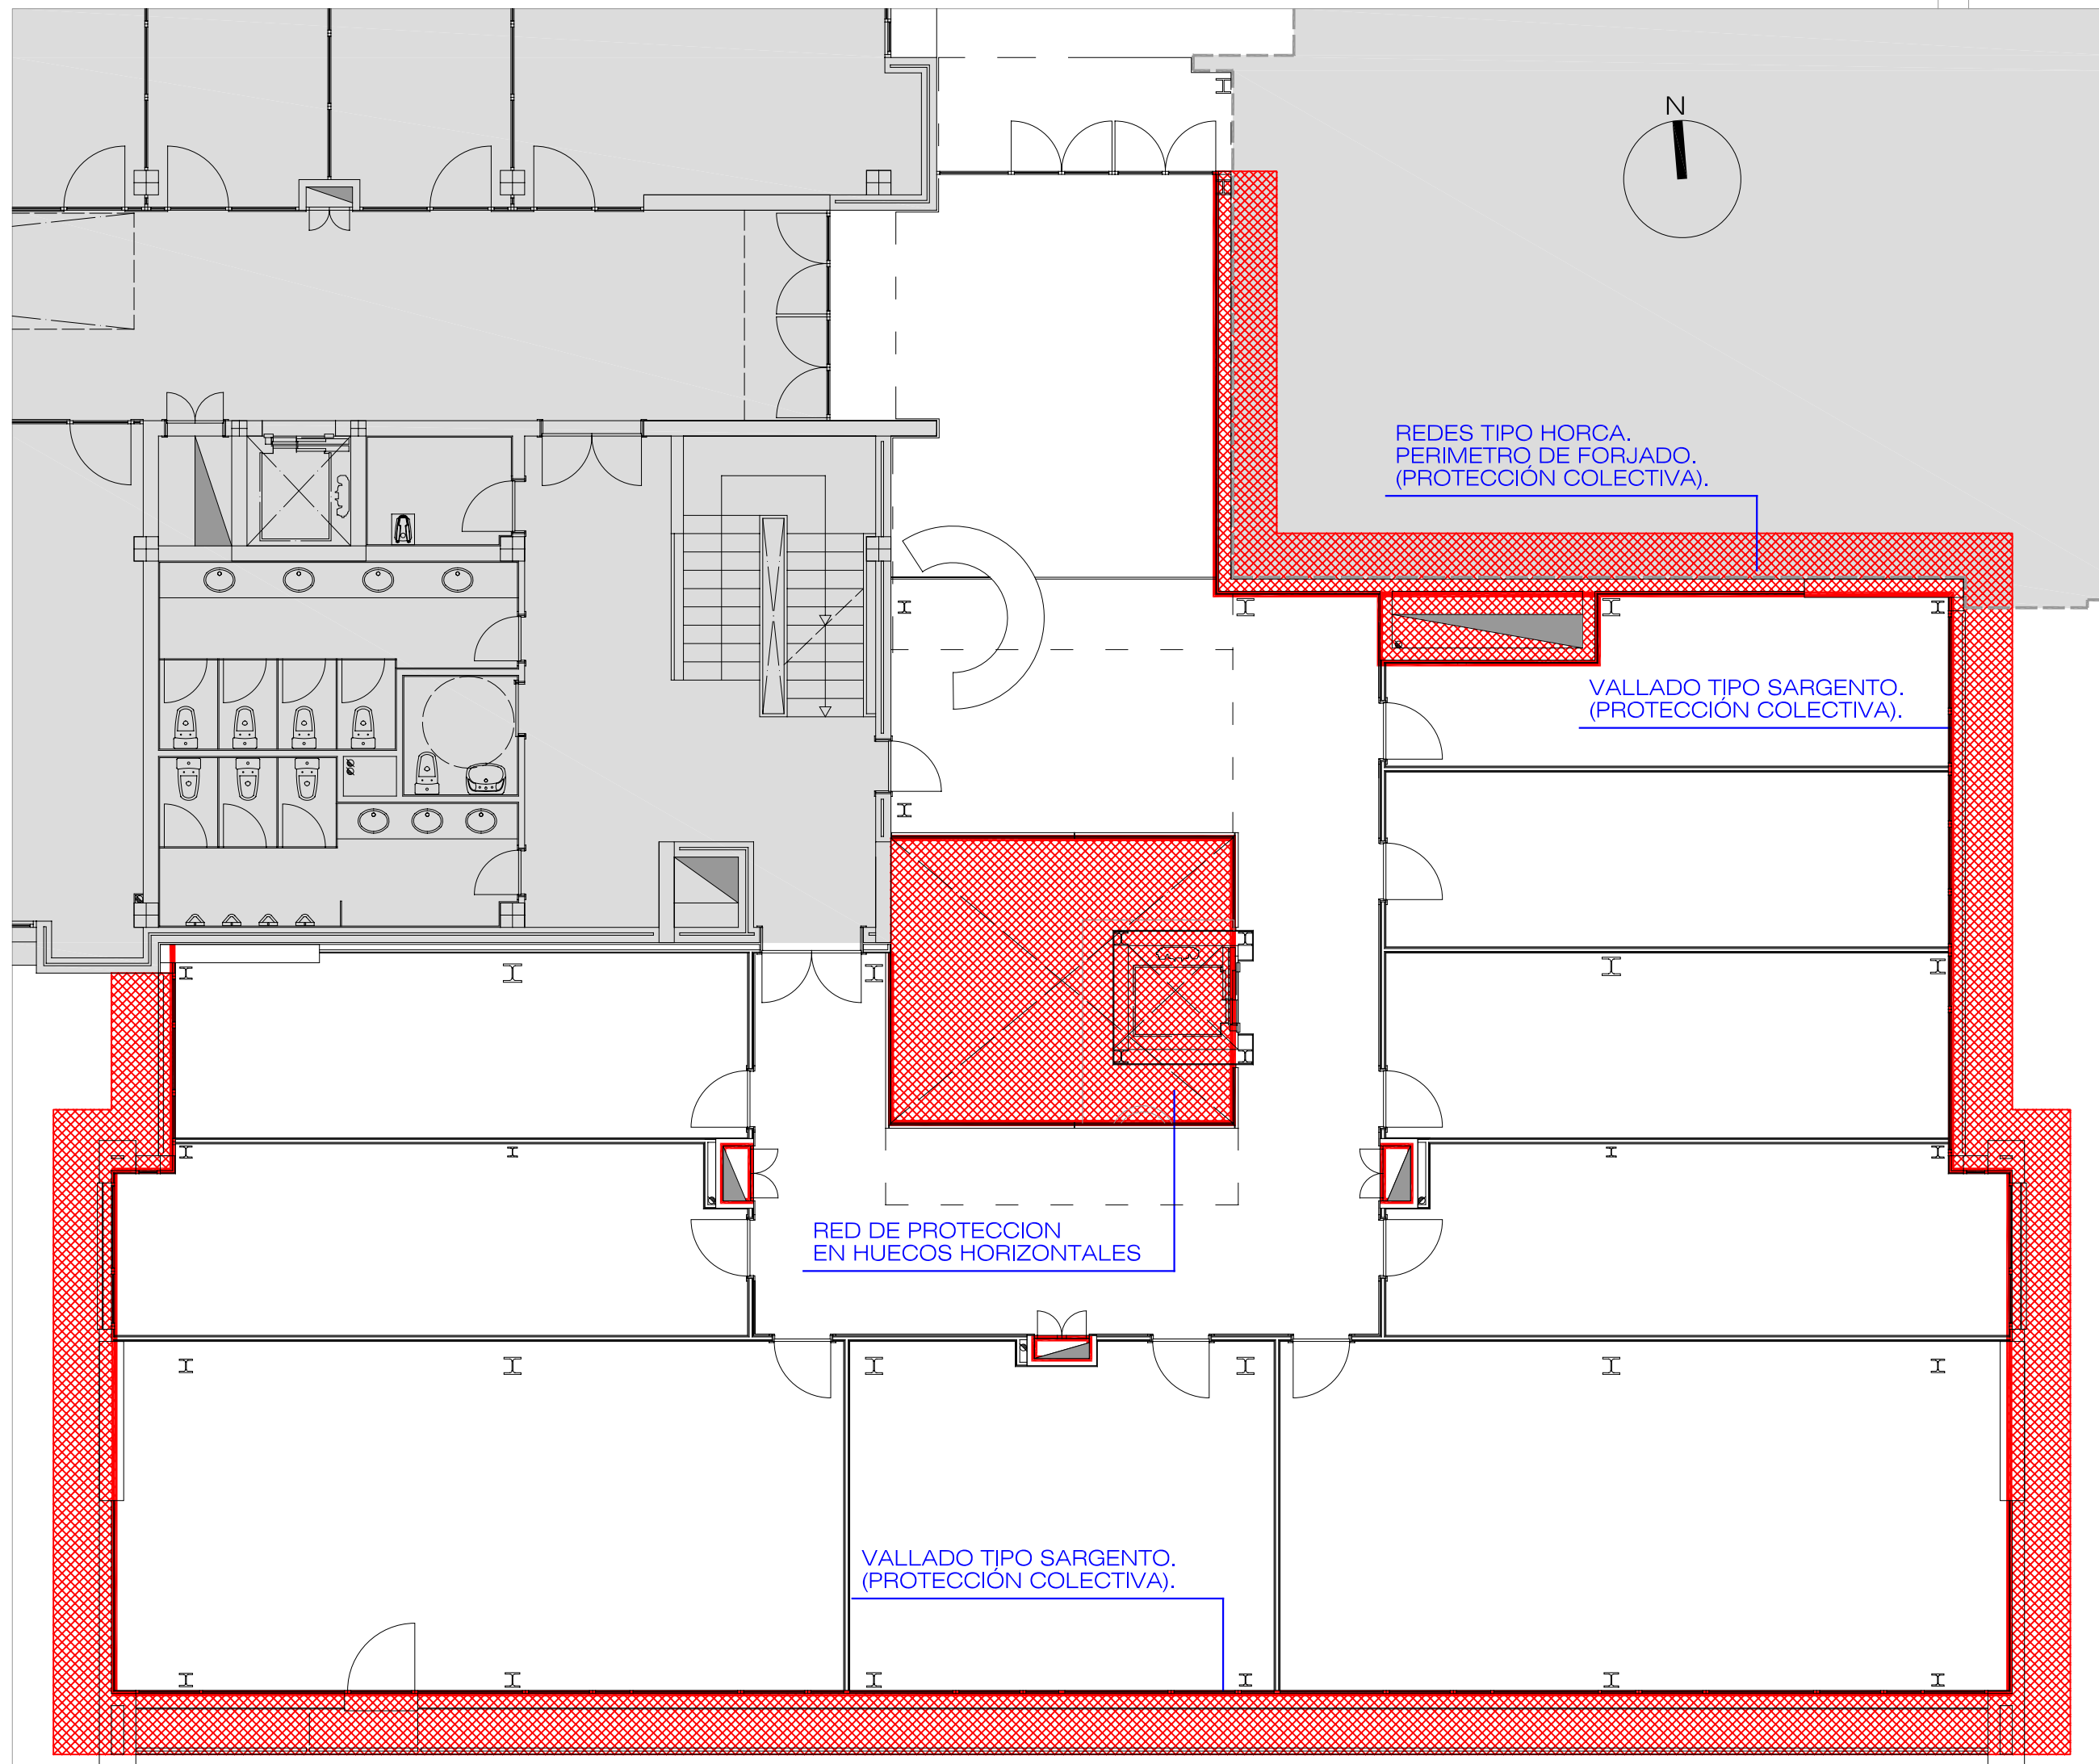 N
REDES TIPO HORCA.
PERIMETRO DE FORJADO.
(PROTECCIÓN COLECTIVA).
VALLADO TIPO SARGENTO.
(PROTECCIÓN COLECTIVA).
RED DE PROTECCION
EN HUECOS HORIZONTALES
VALLADO TIPO SARGENTO.
(PROTECCIÓN COLECTIVA).